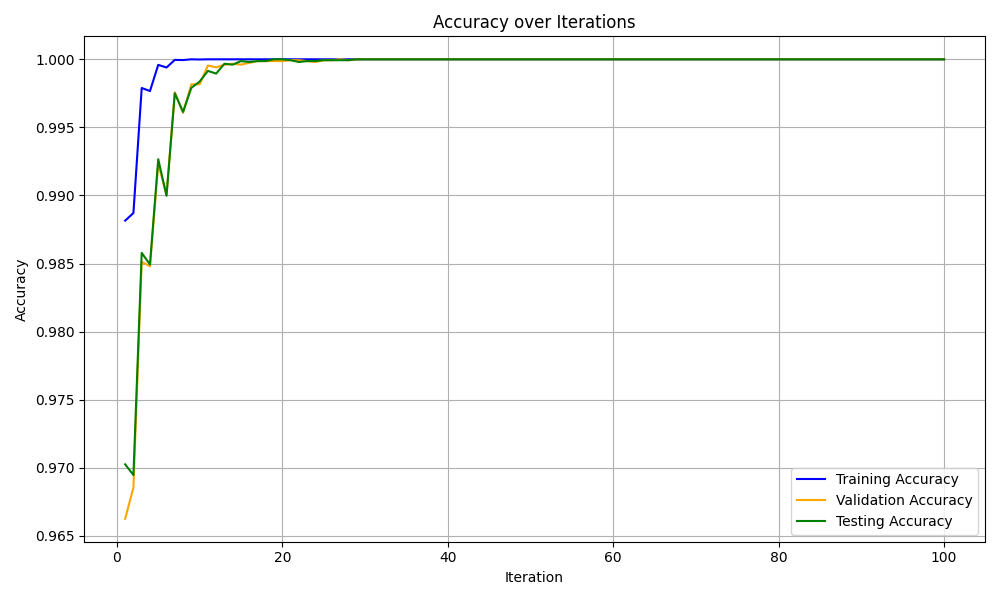 Accuracy over Iterations
1.000
0.995
0.990
0.985
0.980
0.975
0.970
0.965
Accuracy
0 20 40 60 80 100
Iteration
Training Accuracy
Validation Accuracy
Testing Accuracy